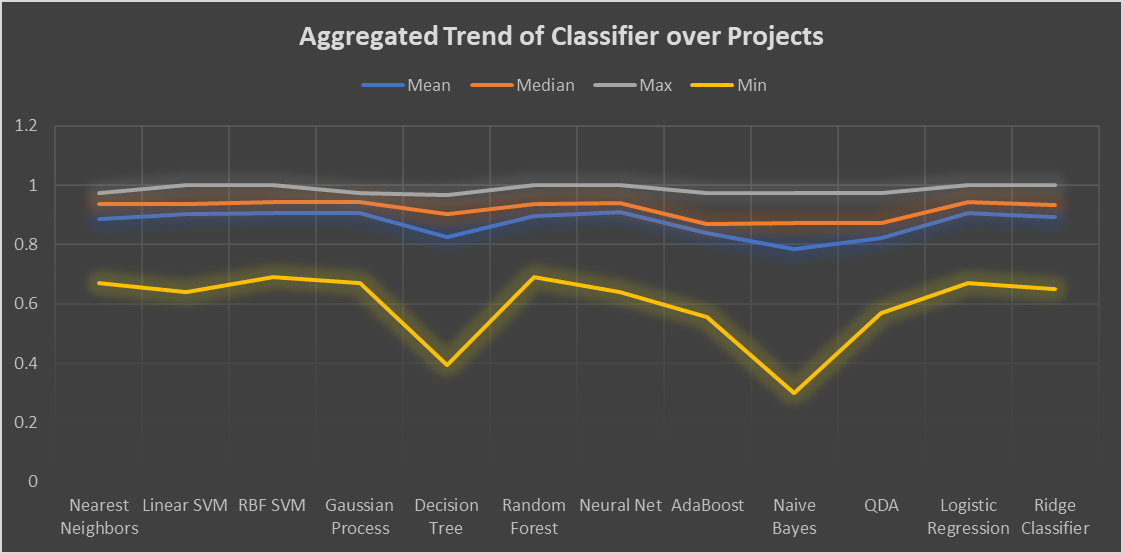 Aggregated Trend of Classifier over Projects
Mean Median Max Min
1.2
1
0.8
0.6
0.4
0.2
0
Nearest Linear SVM RBF SVM Gaussian Decision Random Neural Net AdaBoost Naive QDA Logistic Ridge
Neighbors Process Tree Forest Bayes Regression Classifier